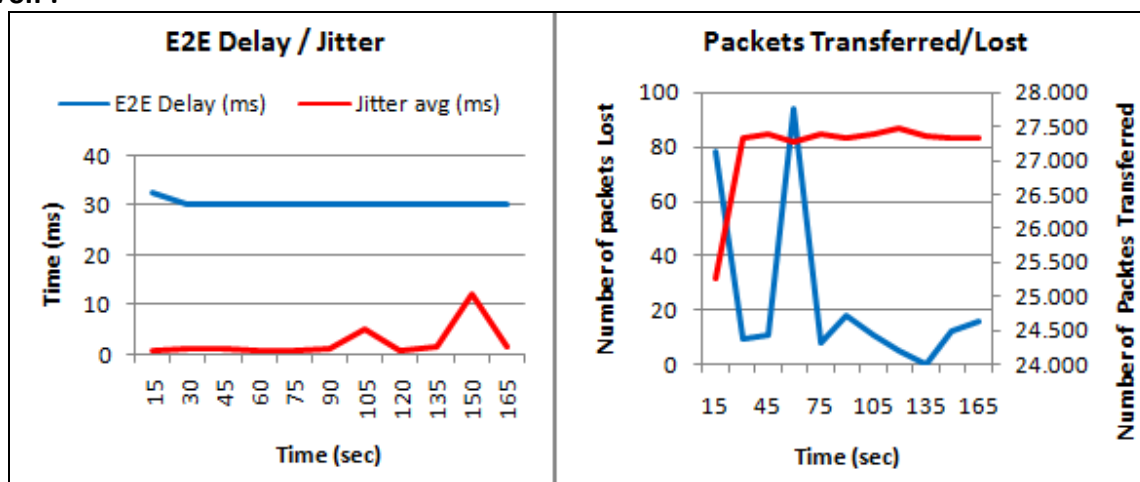 E2E Delay / Jitter
E2E Delay (ms) Jitter avg (ms)
Time (ms)
40
30
20
10
0
15 30 45 60 75 90 105 120 135 150 165
Time (sec)
Packets Transferred/Lost
Number of packets Lost
100
80
60
40
20
0
28.000
27.500
27.000
26.500
26.000
25.500
25.000
24.500
24.000
Number of Packtes Transferred
15 45 75 105 135 165
Time (sec)